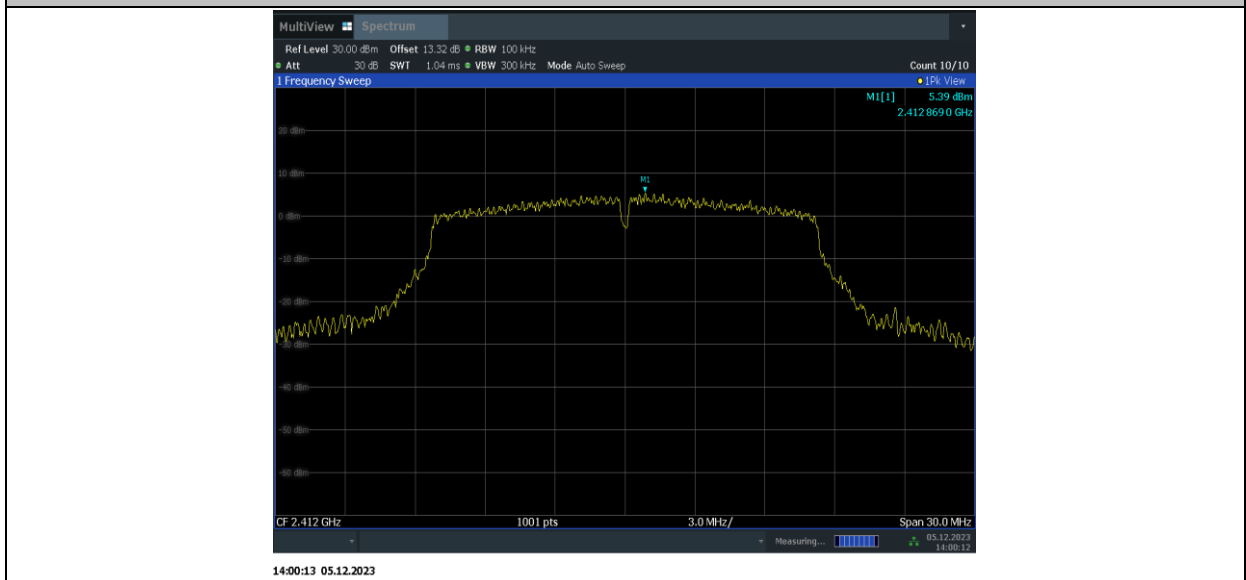 MultiView Spectrum
Ref Level 30.00 dBm Offset 13.32 dB RBW 100 kHz
Att 30 dB SWT 1.04 ms VBW 300 kHz Mode Auto Sweep Count 10/10
1 Frequency Sweep 1Pk View
M1[1] 5.39 dBm
2.412 869 0 GHz
20 dBm
10 dBm
M1
0 dBm
-10 dBm
-20 dBm
-30 dBm
-40 dBm
-50 dBm
-60 dBm
CF 2.412 GHz 1001 pts 3.0 MHz/ Span 30.0 MHz
Measuring... 05.12.2023
14:00:12
14:00:13 05.12.2023